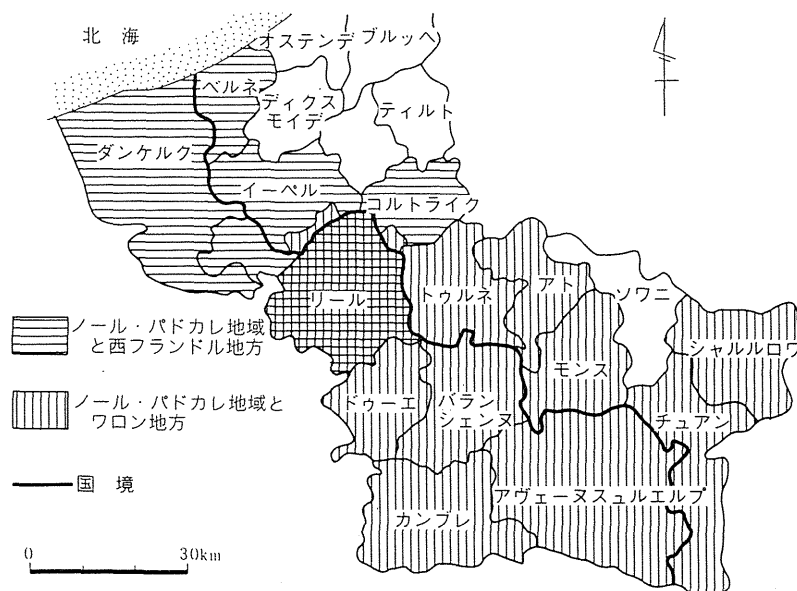 北海
オステンデ
ブルッヘ
ベルネ
ディクス
モイデ
ティルト
ダンケルク
イーペル
コルトライク
リール
トゥルネ
アト
ソワニ
シャルルロワ
モンス
ドゥーエ
バラン
シェンヌ
チュアン
カンブレ
アヴェーヌスュルエルプ
ノール・パドカレ地域
と西フランドル地方
ノール・パドカレ地域と
ワロン地方
国境
0
30km